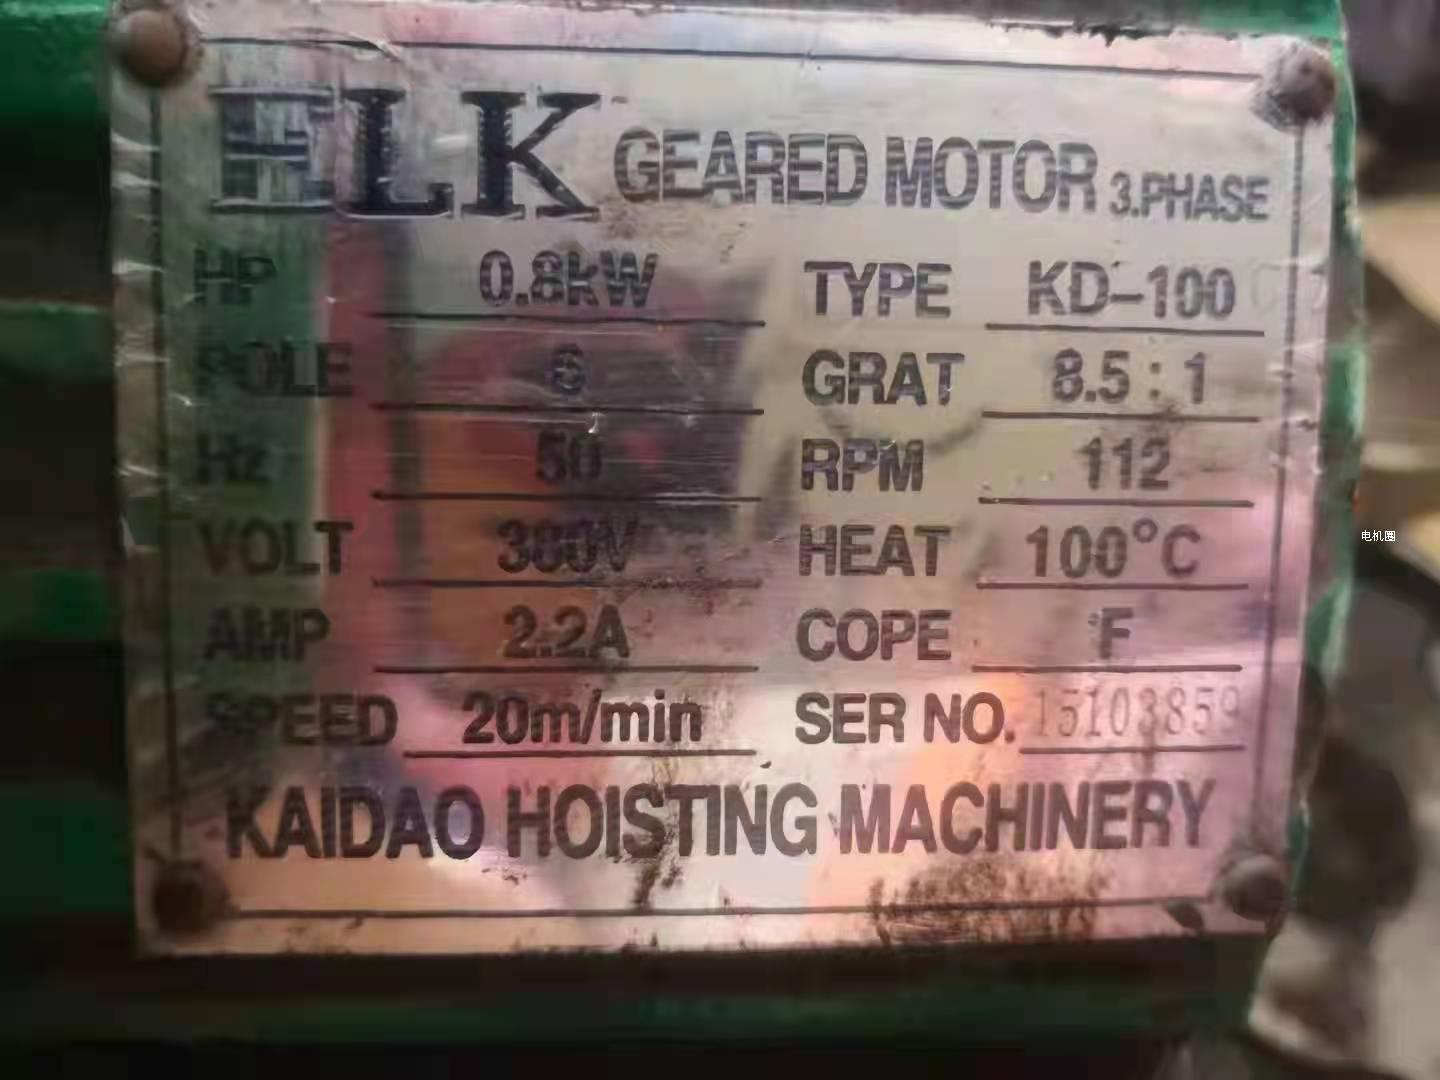 ELK GEARED MOTOR 3.PHASE
HP 0.8kW TYPE KD-100
POLE 6 GRAT 8.5:1
Hz 50 RPM 112
VOLT 380V HEAT 100°C
AMP 2.2A COPE F
SPEED 20m/min SER NO. 15103859
KAIDAO HOISTING MACHINERY
电机圈